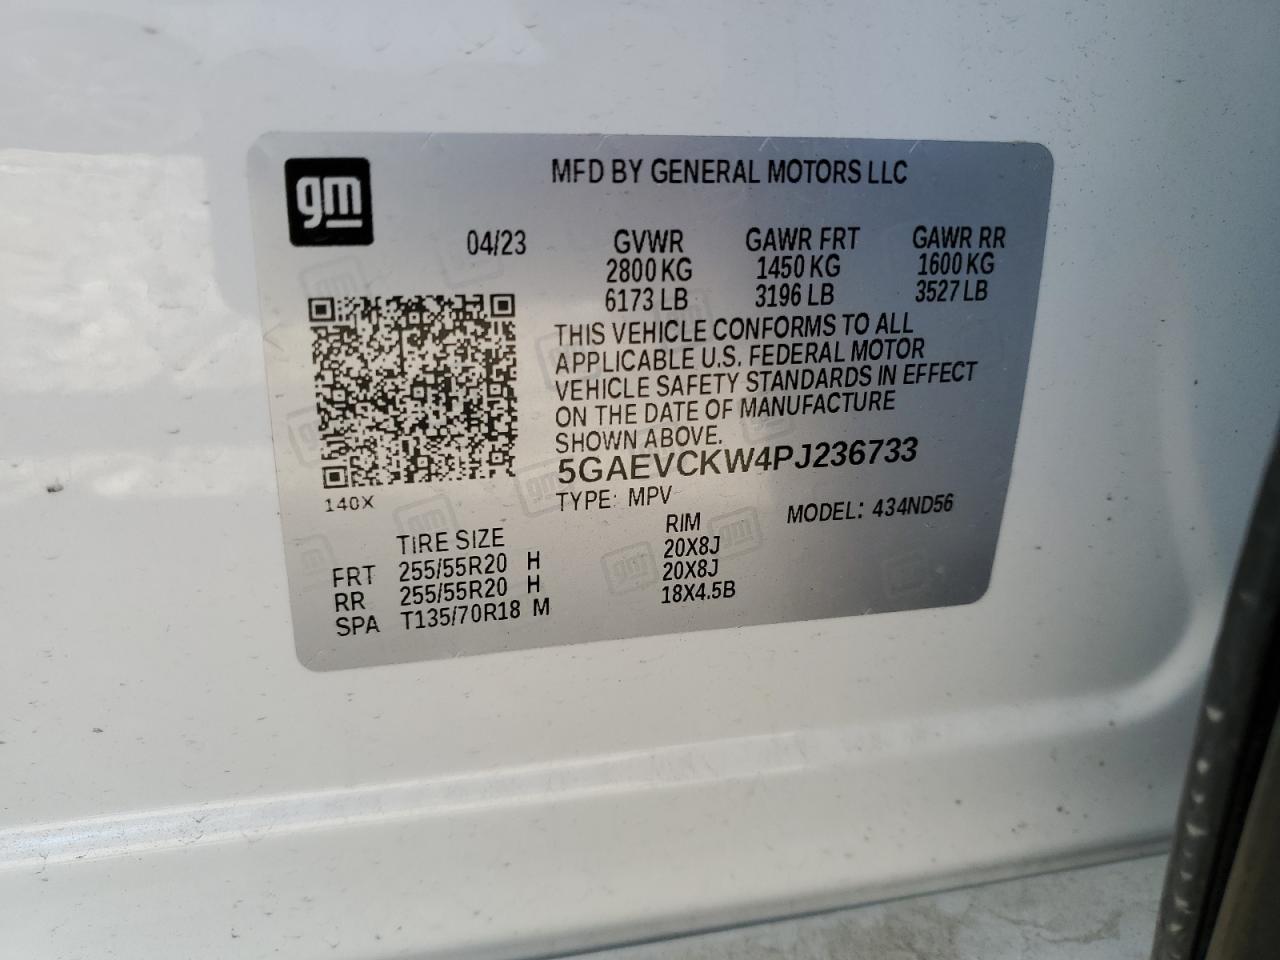 gm
MFD BY GENERAL MOTORS LLC
04/23 GVWR GAWR FRT GAWR RR
2800 KG 1450 KG 1600 KG
6173 LB 3196 LB 3527 LB
THIS VEHICLE CONFORMS TO ALL
APPLICABLE U.S. FEDERAL MOTOR
VEHICLE SAFETY STANDARDS IN EFFECT
ON THE DATE OF MANUFACTURE
SHOWN ABOVE.
5GAEVCKW4PJ236733
140X
TYPE: MPV MODEL: 434ND56
TIRE SIZE RIM
FRT 255/55R20 H 20X8J
RR 255/55R20 H 20X8J
SPA T135/70R18 M 18X4.5B